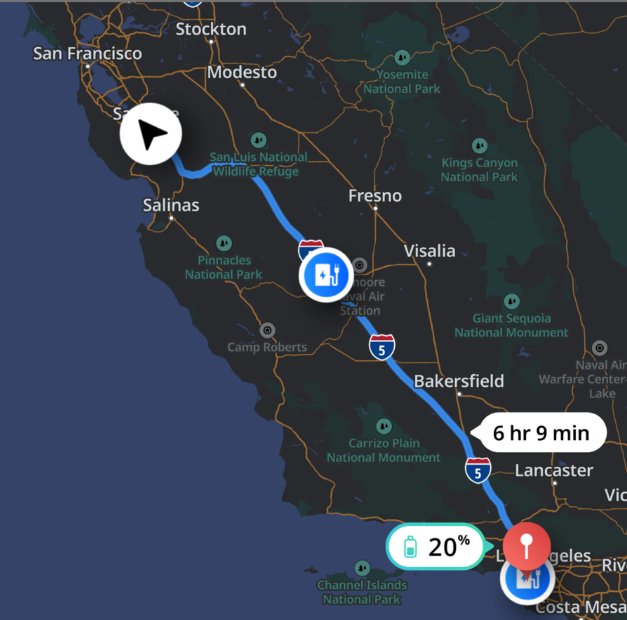 Stockton
San Francisco
Modesto
Yosemite
National Park
San Luis National
Wildlife Refuge
Kings Canyon
National Park
Fresno
Salinas
Visalia
Pinnacles
National Park
Naval Air
Station
Giant Sequoia
National Monument
5
Camp Roberts
Naval Air
Warfare Center
Lake
Bakersfield
6 hr 9 min
Carrizo Plain
National Monument
5
Lancaster
Vic
20%
L
geles
Riv
Channel Islands
National Park
Costa Mesa